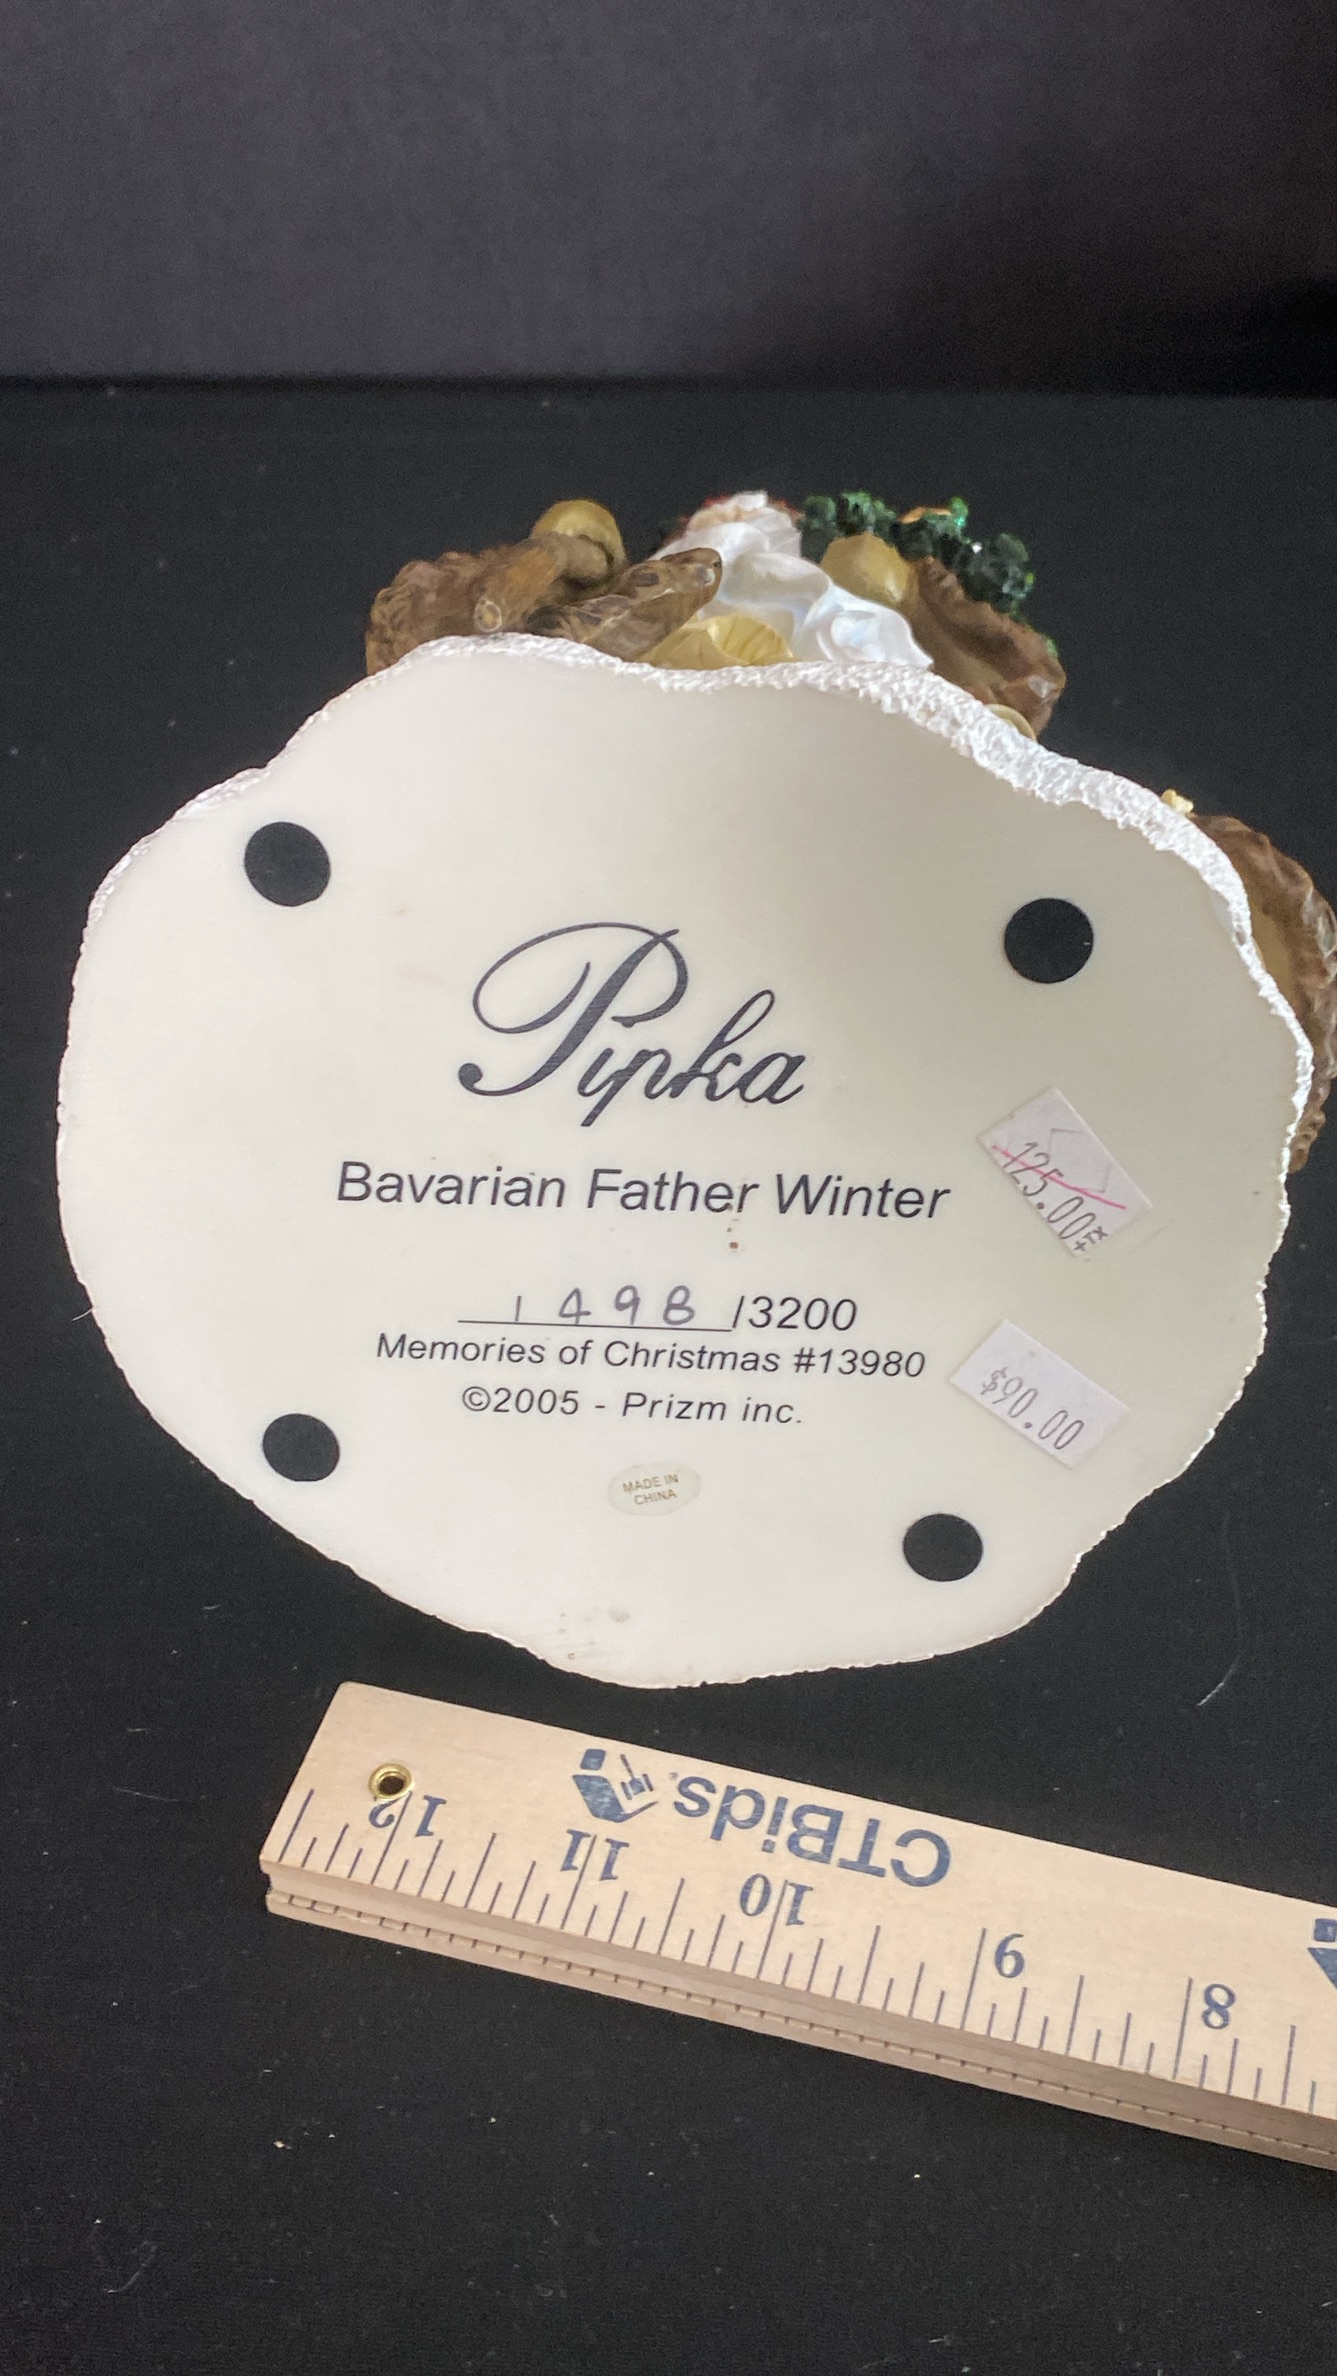 Pipka
Bavarian Father Winter
1498/3200
Memories of Christmas #13980
©2005 - Prizm inc.
MADE IN
CHINA
125.00
+TX
$90.00
CTBids
12 11 10 9 8